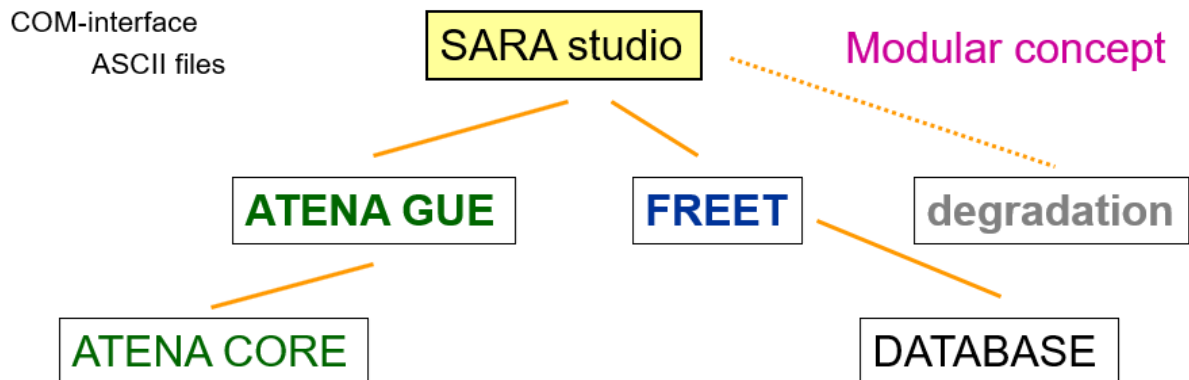 COM-interface
ASCII files
SARA studio
Modular concept
ATENA GUE
FREET
degradation
ATENA CORE
DATABASE